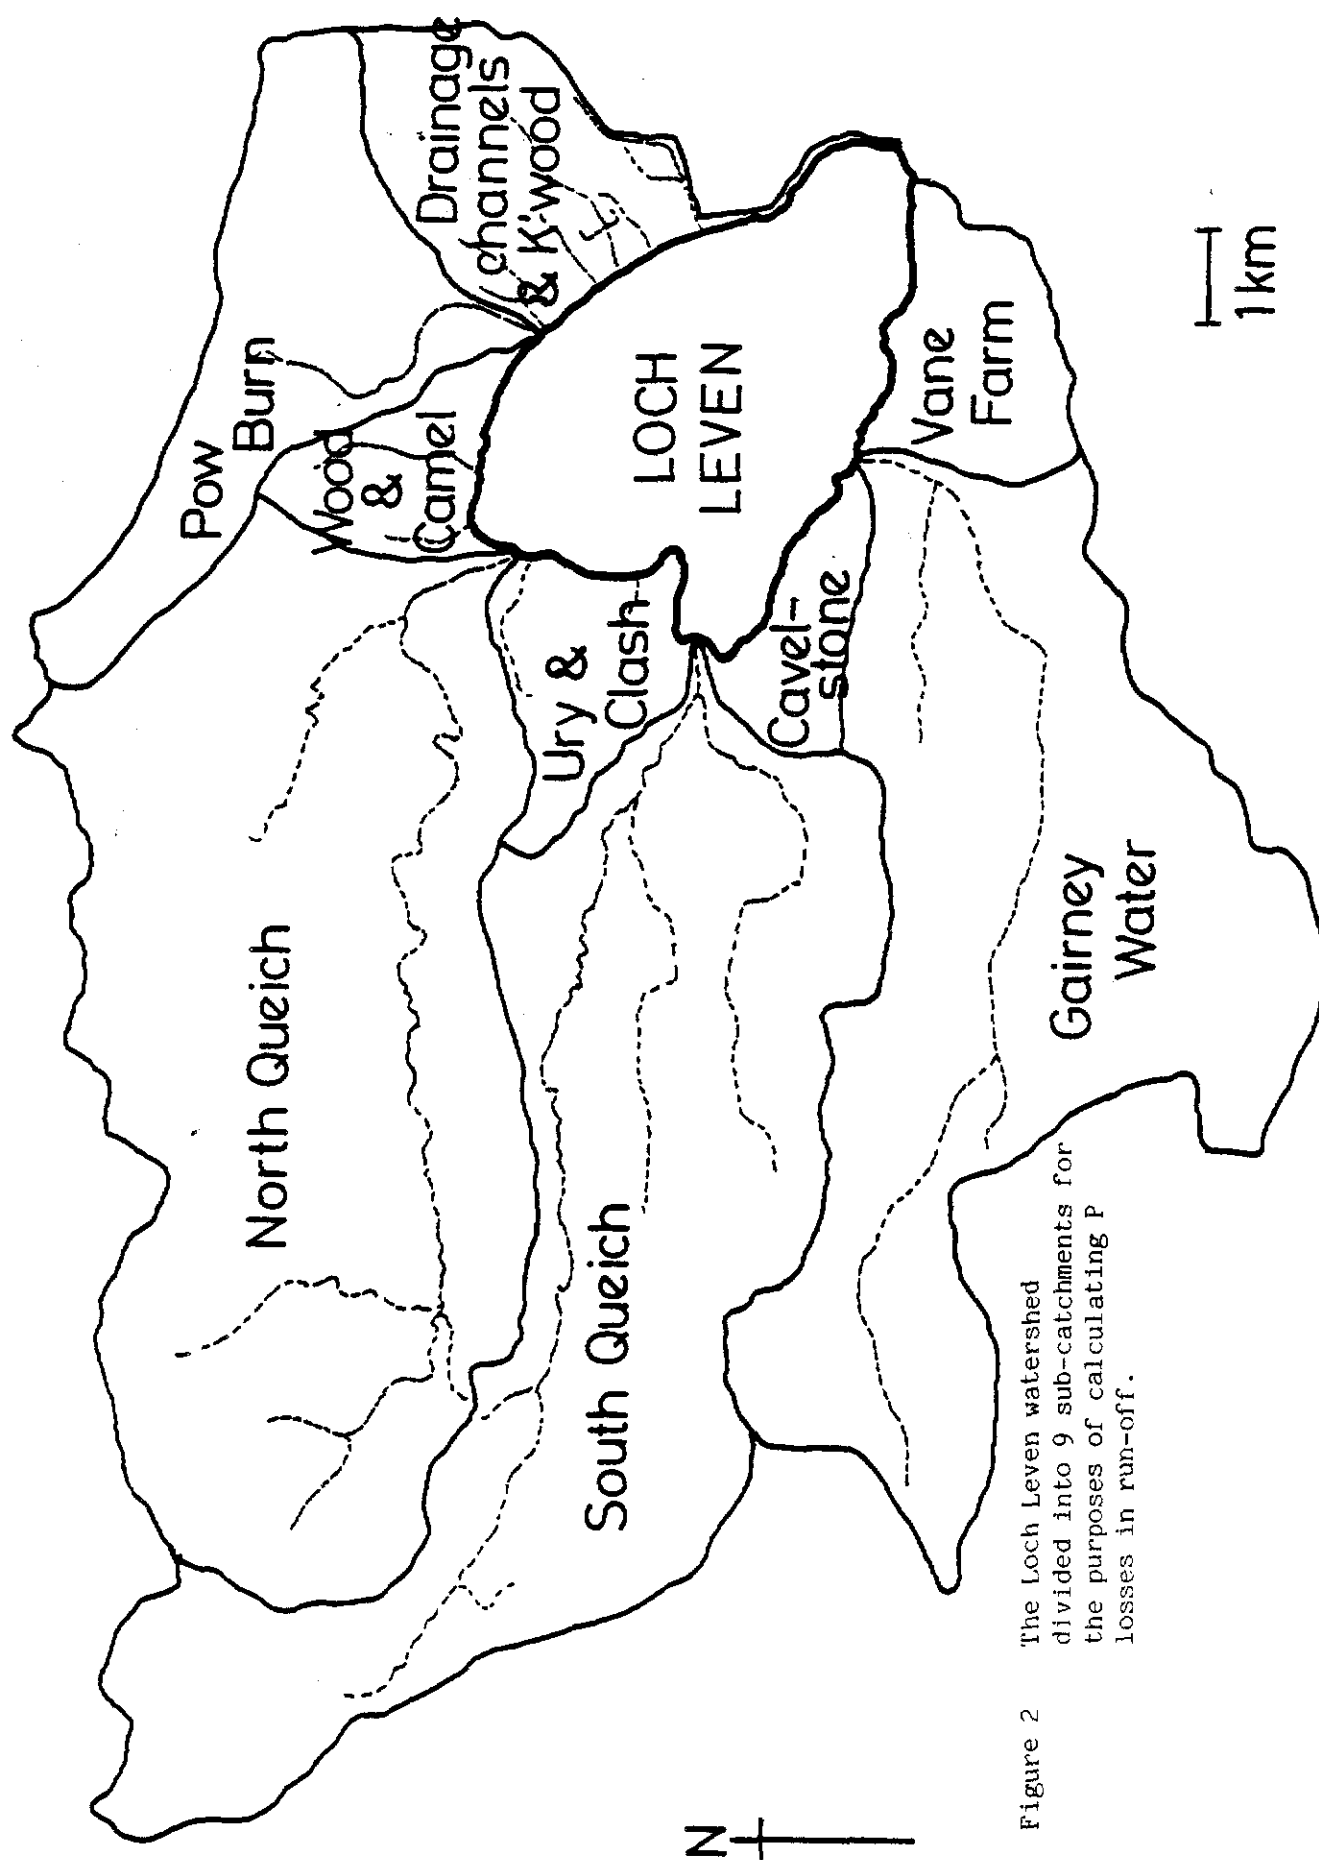 Drainage
channels
& K'wood
Pow
Burn
Wood
&
Camel
LOCH
LEVEN
Vane
Farm
Ury &
Clash
Cavel-
stone
North Queich
South Queich
Gairney
Water
1km
N
Figure 2 The Loch Leven watershed
divided into 9 sub-catchments for
the purposes of calculating P
losses in run-off.